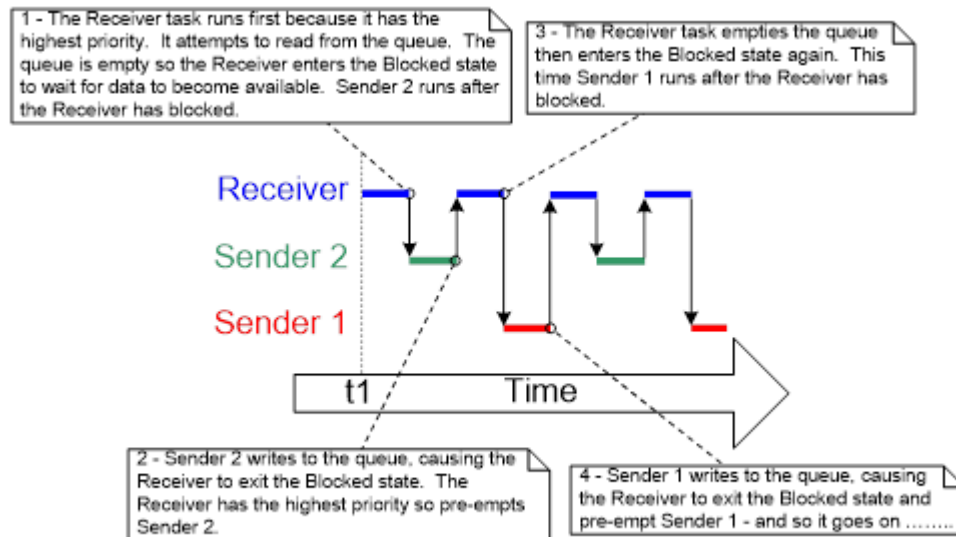 1 - The Receiver task runs first because it has the
highest priority.  It attempts to read from the queue.  The
queue is empty so the Receiver enters the Blocked state
to wait for data to become available.  Sender 2 runs after
the Receiver has blocked.
3 - The Receiver task empties the queue
then enters the Blocked state again.  This
time Sender 1 runs after the Receiver has
blocked.
Receiver
Sender 2
Sender 1
t1
Time
2 - Sender 2 writes to the queue, causing the
Receiver to exit the Blocked state.  The
Receiver has the highest priority so pre-empts
Sender 2.
4 - Sender 1 writes to the queue, causing
the Receiver to exit the Blocked state and
pre-empt Sender 1 - and so it goes on ........